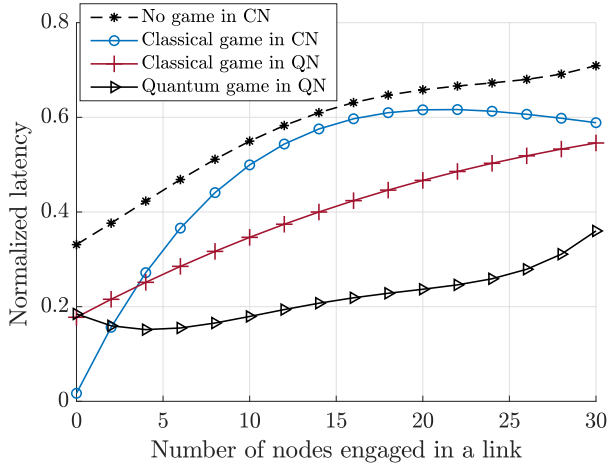 No game in CN
Classical game in CN
Classical game in QN
Quantum game in QN
Normalized latency
0.8
0.6
0.4
0.2
0
0 5 10 15 20 25 30
Number of nodes engaged in a link